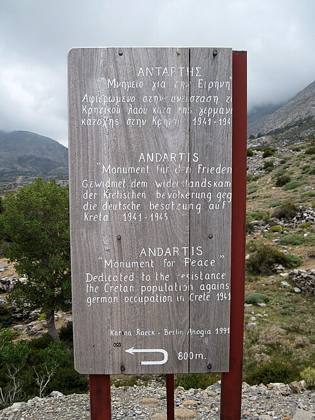 ΑΝΤΑΡΤΗΣ
"Μνημείο για την Ειρήνη
Αφιερωμένο στην αντίσταση τ
Κρητικού λαού κατά της γερμαν
κατοχής στην Κρήτη 1941-194
ANDARTIS
"Monument für den Frieden
Gewidmet dem widerstandskam
der Kretischen bevölkerung geg
die deutsche besatzung auf
Kreta 1941-1945
ANDARTIS
"Monument for Peace"
Dedicated to the resistance
the Cretan population agains
german occupation in Crete 1941
Karina Raeck - Berlin Anogia 1991
800m.